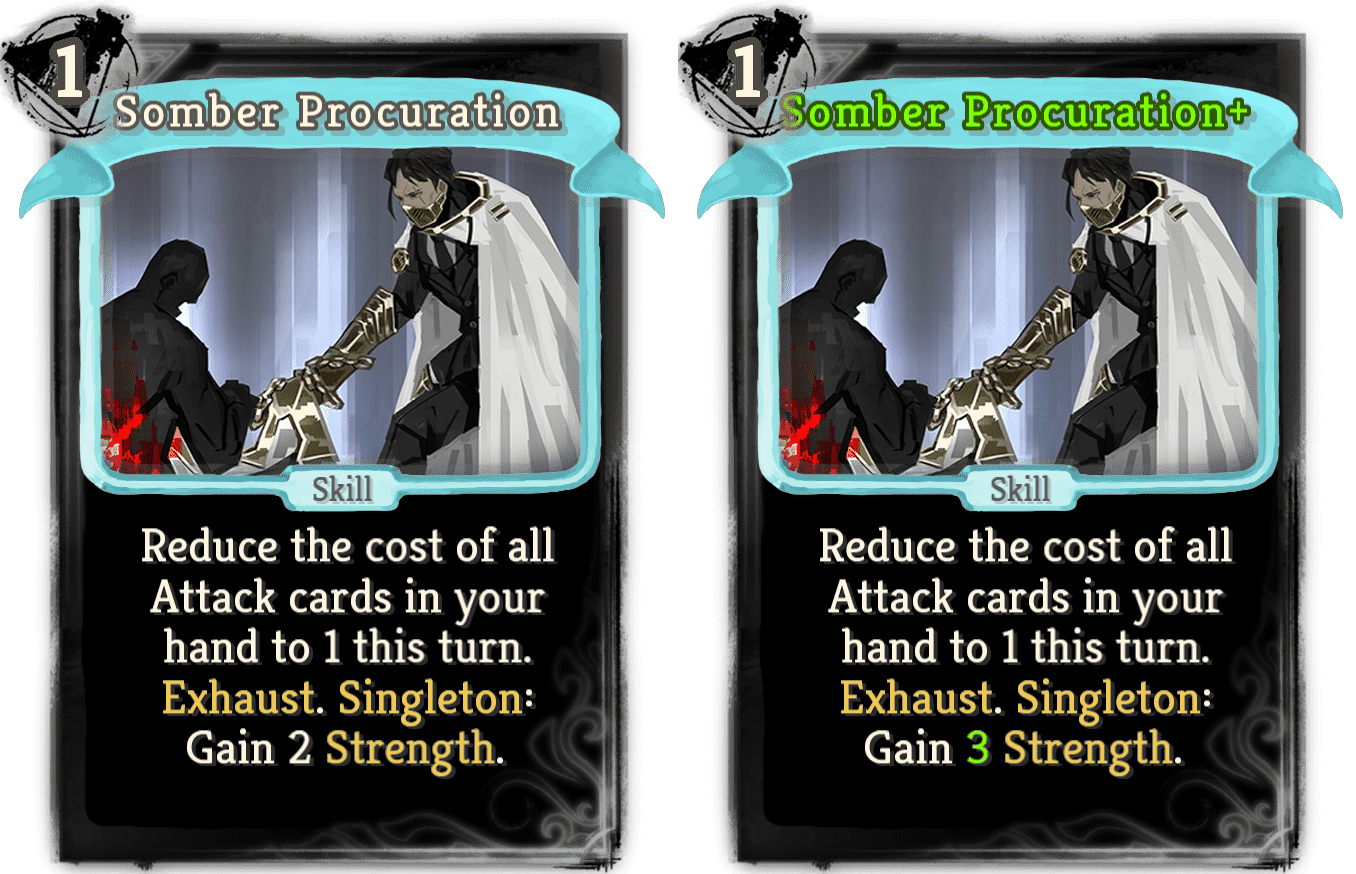 1
Somber Procuration
Skill
Reduce the cost of all
Attack cards in your
hand to 1 this turn.
Exhaust. Singleton:
Gain 2 Strength.
1
Somber Procuration+
Skill
Reduce the cost of all
Attack cards in your
hand to 1 this turn.
Exhaust. Singleton:
Gain 3 Strength.